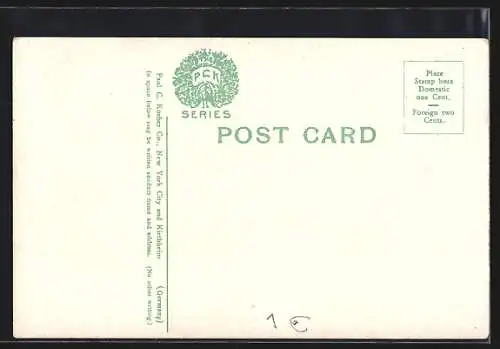 PCK
SERIES
POST CARD
Place
Stamp here
Domestic
one Cent.
Foreign two
Cents.
Paul C. Koeber Co., New York City and Kirchheim (Germany)
In space below may be written senders name and address. (No other writing)
1 €